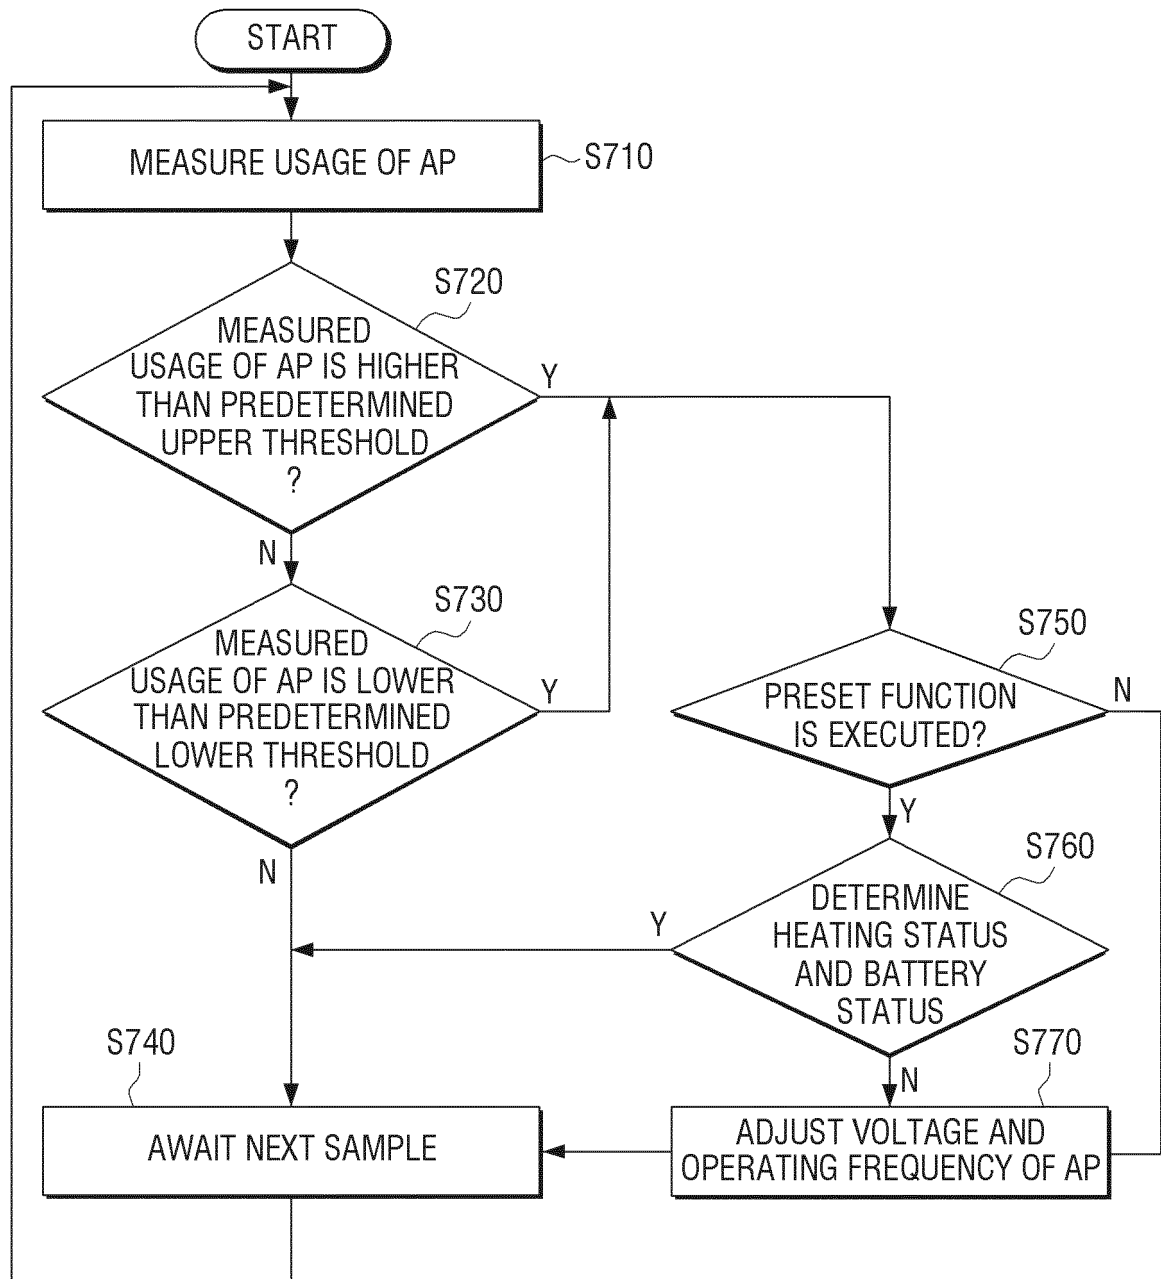 START
MEASURE USAGE OF AP
S710
S720
MEASURED
USAGE OF AP IS HIGHER
THAN PREDETERMINED
UPPER THRESHOLD
?
Y
N
S730
MEASURED
USAGE OF AP IS LOWER
THAN PREDETERMINED
LOWER THRESHOLD
?
Y
N
S750
PRESET FUNCTION
IS EXECUTED?
N
Y
S760
DETERMINE
HEATING STATUS
AND BATTERY
STATUS
Y
N
S740
AWAIT NEXT SAMPLE
S770
ADJUST VOLTAGE AND
OPERATING FREQUENCY OF AP